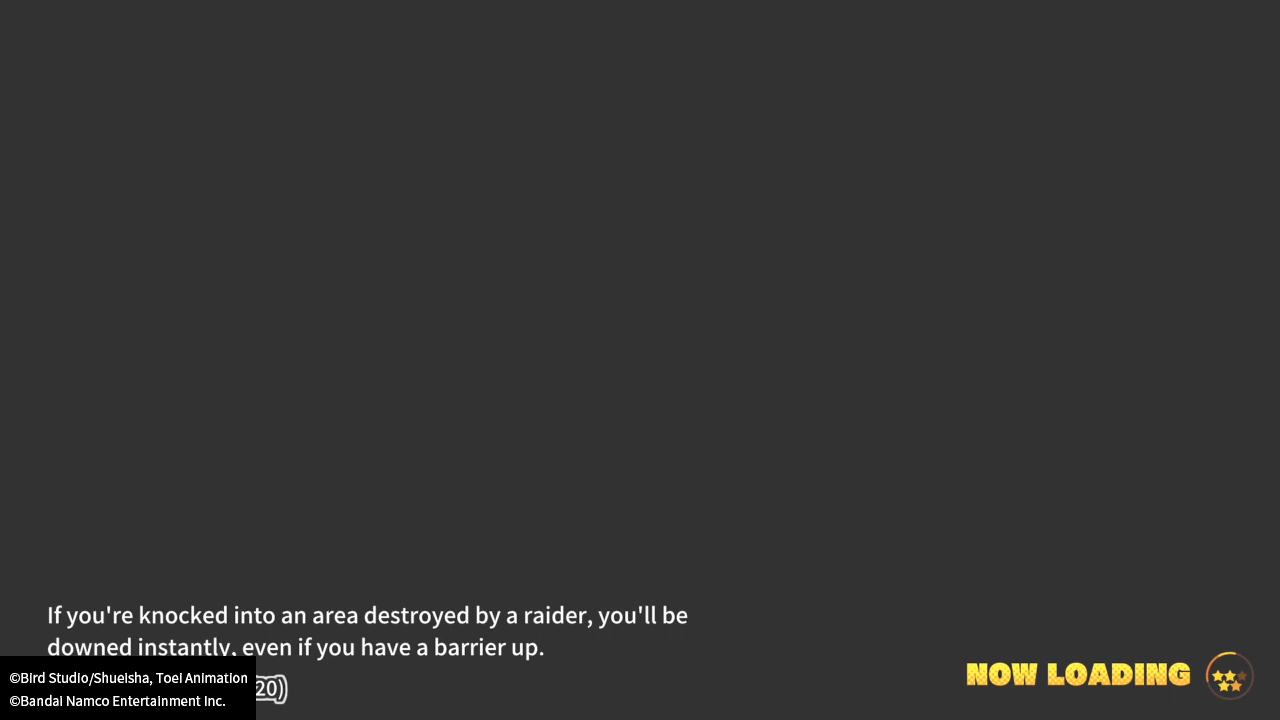 If you're knocked into an area destroyed by a raider, you'll be
downed instantly, even if you have a barrier up.
NOW LOADING
©Bird Studio/Shueisha, Toei Animation
20)
©Bandai Namco Entertainment Inc.